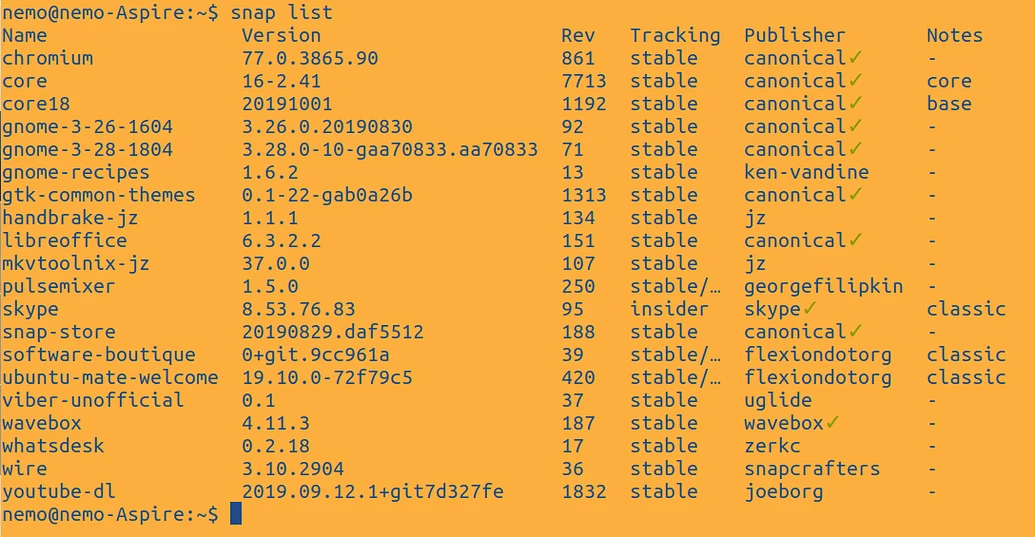 nemo@nemo-Aspire:~$ snap list
Name Version Rev Tracking Publisher Notes
chromium 77.0.3865.90 861 stable canonical✓ -
core 16-2.41 7713 stable canonical✓ core
core18 20191001 1192 stable canonical✓ base
gnome-3-26-1604 3.26.0.20190830 92 stable canonical✓ -
gnome-3-28-1804 3.28.0-10-gaa70833.aa70833 71 stable canonical✓ -
gnome-recipes 1.6.2 13 stable ken-vandine -
gtk-common-themes 0.1-22-gab0a26b 1313 stable canonical✓ -
handbrake-jz 1.1.1 134 stable jz -
libreoffice 6.3.2.2 151 stable canonical✓ -
mkvtoolnix-jz 37.0.0 107 stable jz -
pulsemixer 1.5.0 250 stable/… georgefilipkin -
skype 8.53.76.83 95 insider skype✓ classic
snap-store 20190829.daf5512 188 stable canonical✓ -
software-boutique 0+git.9cc961a 39 stable/… flexiondotorg classic
ubuntu-mate-welcome 19.10.0-72f79c5 420 stable/… flexiondotorg classic
viber-unofficial 0.1 37 stable uglide -
wavebox 4.11.3 187 stable wavebox✓ -
whatsdesk 0.2.18 17 stable zerkc -
wire 3.10.2904 36 stable snapcrafters -
youtube-dl 2019.09.12.1+git7d327fe 1832 stable joeborg -
nemo@nemo-Aspire:~$